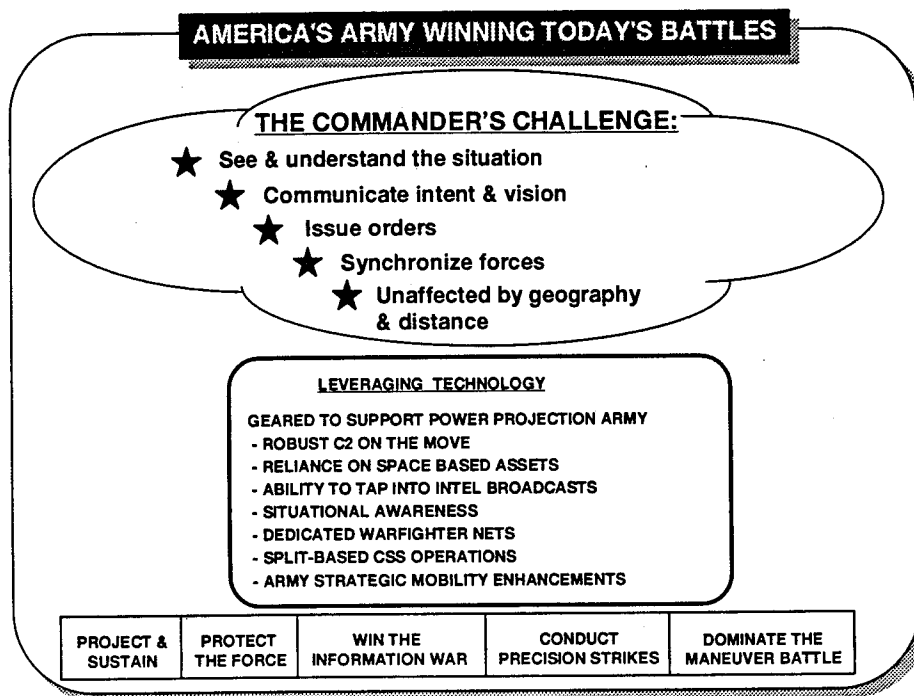 AMERICA'S ARMY WINNING TODAY'S BATTLES
THE COMMANDER'S CHALLENGE:
See & understand the situation
Communicate intent & vision
Issue orders
Synchronize forces
Unaffected by geography
& distance
LEVERAGING TECHNOLOGY
GEARED TO SUPPORT POWER PROJECTION ARMY
- ROBUST C2 ON THE MOVE
- RELIANCE ON SPACE BASED ASSETS
- ABILITY TO TAP INTO INTEL BROADCASTS
- SITUATIONAL AWARENESS
- DEDICATED WARFIGHTER NETS
- SPLIT-BASED CSS OPERATIONS
- ARMY STRATEGIC MOBILITY ENHANCEMENTS
PROJECT &
SUSTAIN
PROTECT
THE FORCE
WIN THE
INFORMATION WAR
CONDUCT
PRECISION STRIKES
DOMINATE THE
MANEUVER BATTLE